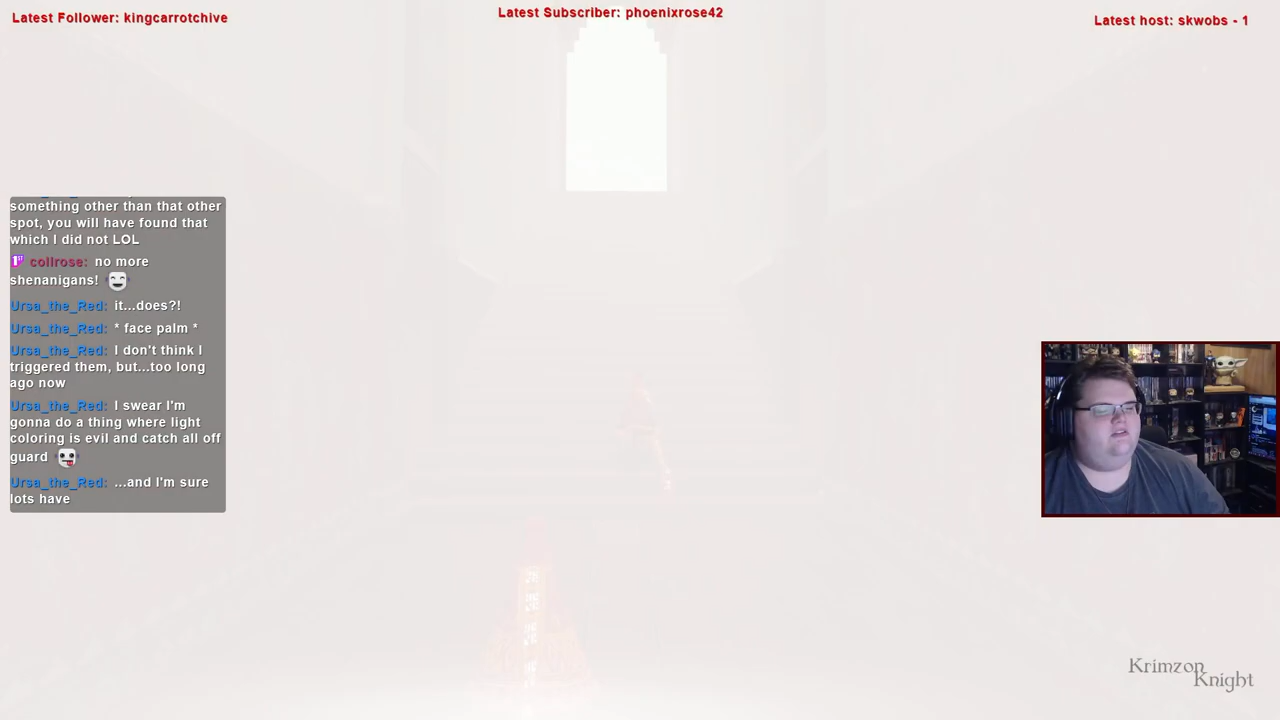 Latest Follower: kingcarrotchive
Latest Subscriber: phoenixrose42
Latest host: skwobs - 1
something other than that other
spot, you will have found that
which I did not LOL
collrose: no more
shenanigans!
Ursa_the_Red: it...does?!
Ursa_the_Red: * face palm *
Ursa_the_Red: I don't think I
triggered them, but...too long
ago now
Ursa_the_Red: I swear I'm
gonna do a thing where light
coloring is evil and catch all off
guard
Ursa_the_Red: ...and I'm sure
lots have
Krimzon
Knight